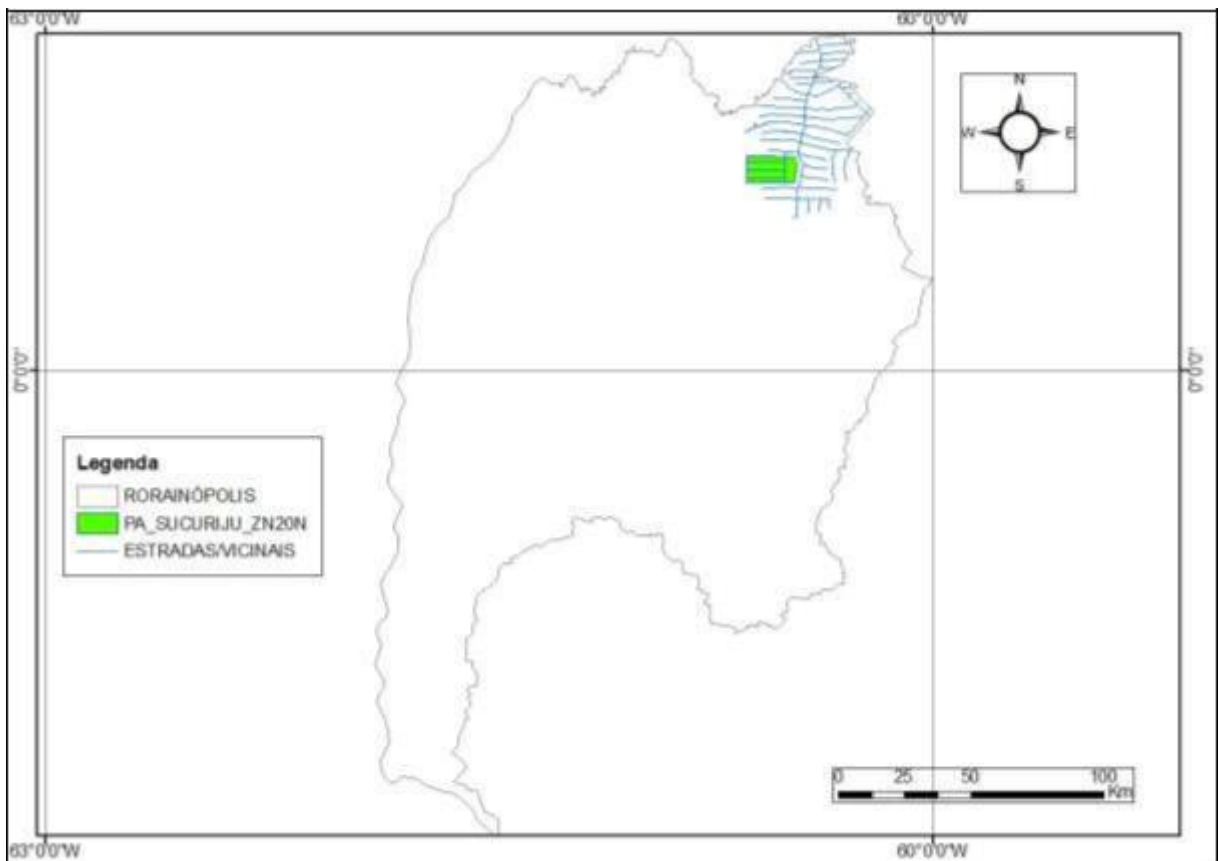 63°0'0"W 60°0'0"W
N
W E
S
0°0'0" 0°0'0"
Legenda
RORAINÓPOLIS
PA_SUCURIJU_ZN20N
ESTRADAS/VICINAIS
0 25 50 100
Km
63°0'0"W 60°0'0"W